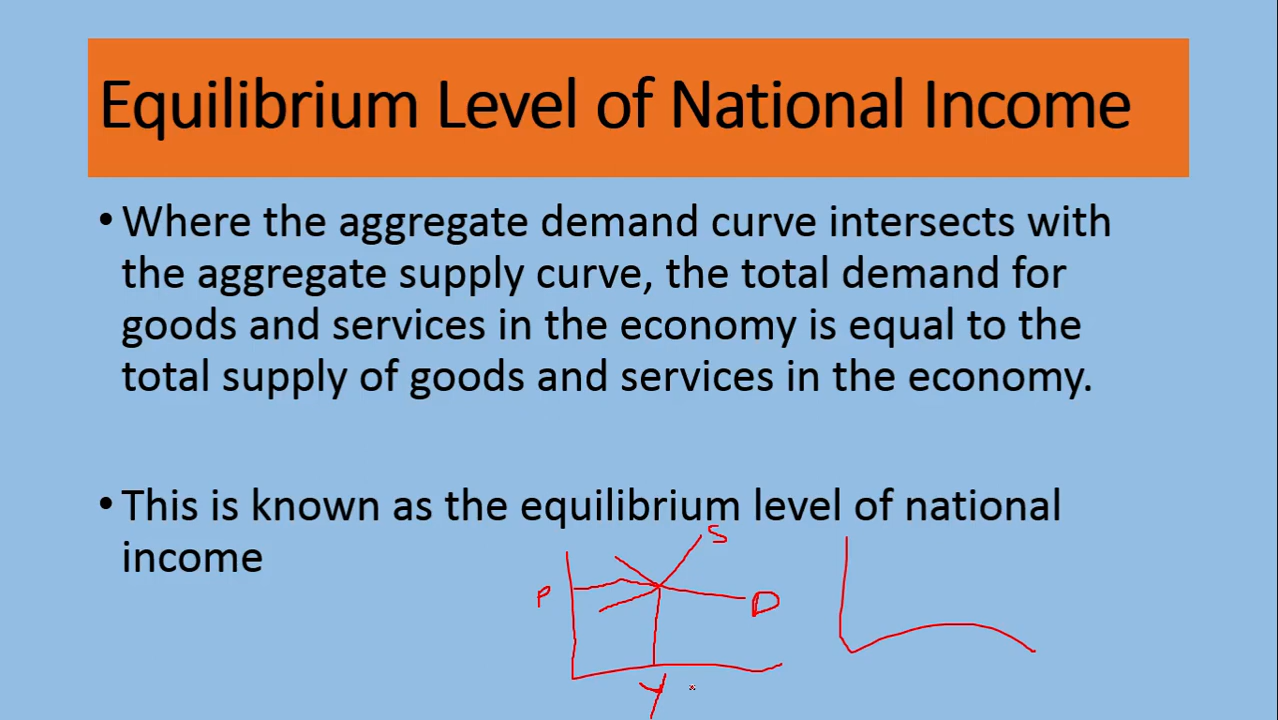 Equilibrium Level of National Income
• Where the aggregate demand curve intersects with
the aggregate supply curve, the total demand for
goods and services in the economy is equal to the
total supply of goods and services in the economy.
• This is known as the equilibrium level of national
income
S
P
D
Y